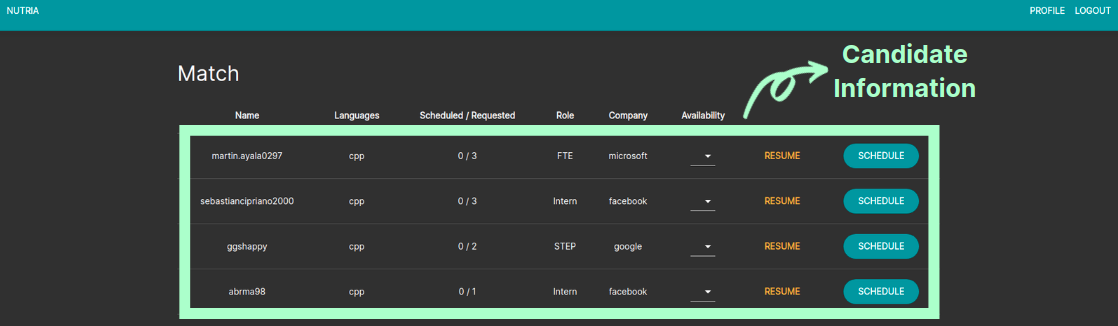 NUTRIA PROFILE LOGOUT
Candidate
Information
Match
Name Languages Scheduled / Requested Role Company Availability
martin.ayala0297 cpp 0 / 3 FTE microsoft RESUME SCHEDULE
sebastiancipriano2000 cpp 0 / 3 Intern facebook RESUME SCHEDULE
ggshappy cpp 0 / 2 STEP google RESUME SCHEDULE
abrma98 cpp 0 / 1 Intern facebook RESUME SCHEDULE